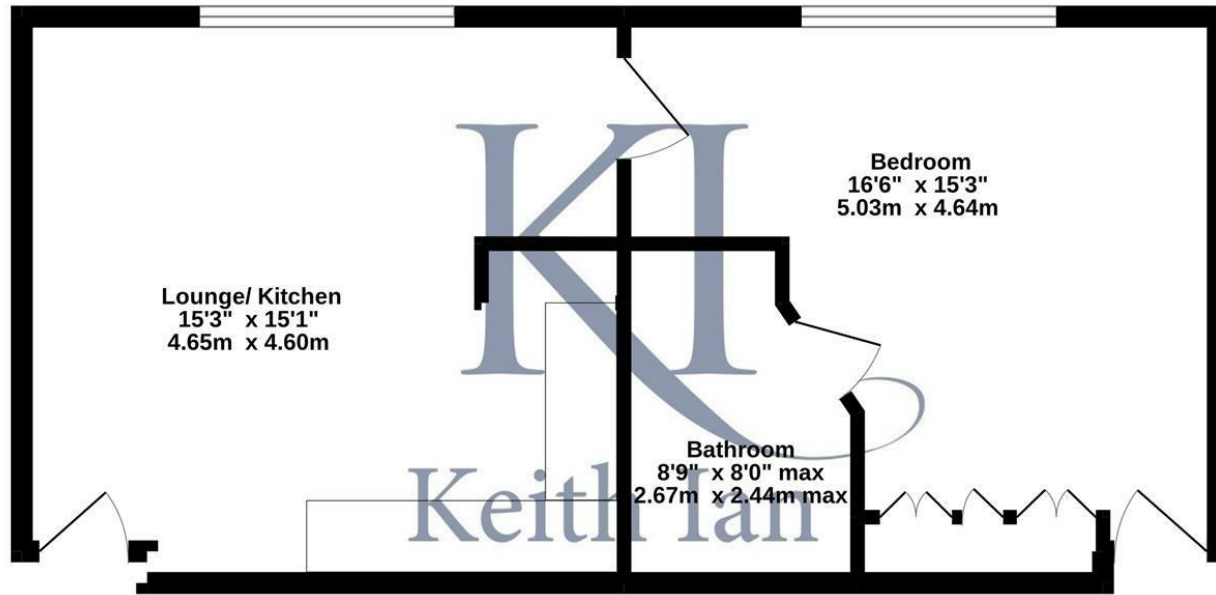 KI
Bedroom
16'6" x 15'3"
5.03m x 4.64m
Lounge/ Kitchen
15'3" x 15'1"
4.65m x 4.60m
Bathroom
8'9" x 8'0" max
2.67m x 2.44m max
Keith Ian